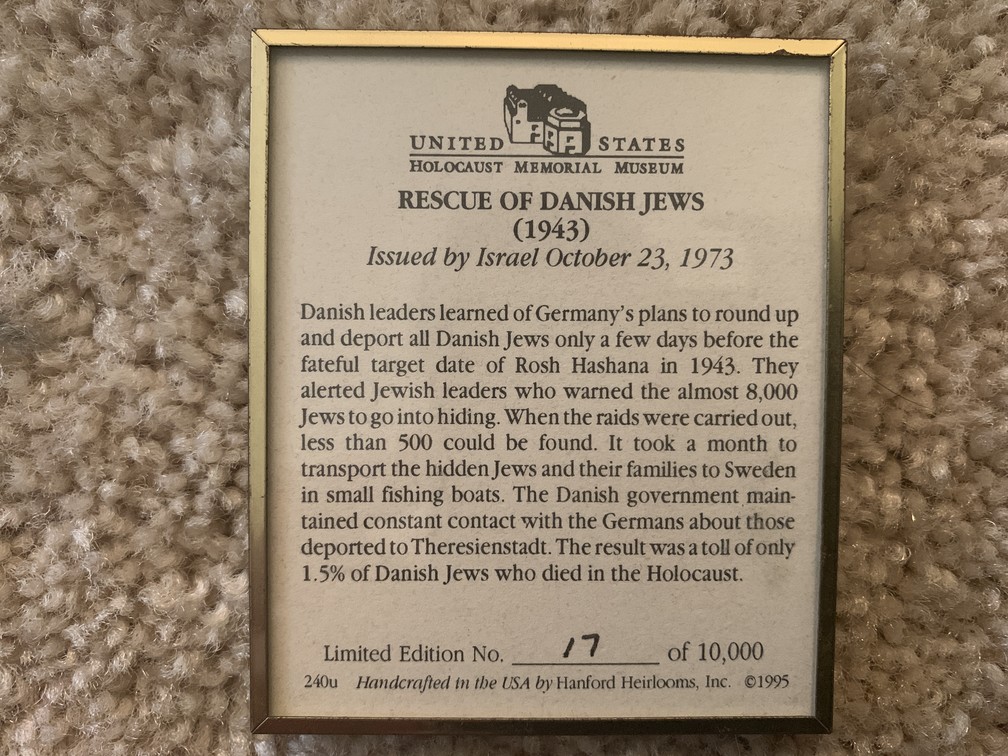 UNITED STATES
HOLOCAUST MEMORIAL MUSEUM
RESCUE OF DANISH JEWS
(1943)
Issued by Israel October 23, 1973
Danish leaders learned of Germany's plans to round up
and deport all Danish Jews only a few days before the
fateful target date of Rosh Hashana in 1943. They
alerted Jewish leaders who warned the almost 8,000
Jews to go into hiding. When the raids were carried out,
less than 500 could be found. It took a month to
transport the hidden Jews and their families to Sweden
in small fishing boats. The Danish government main-
tained constant contact with the Germans about those
deported to Theresienstadt. The result was a toll of only
1.5% of Danish Jews who died in the Holocaust.
Limited Edition No. 17 of 10,000
240u Handcrafted in the USA by Hanford Heirlooms, Inc. ©1995